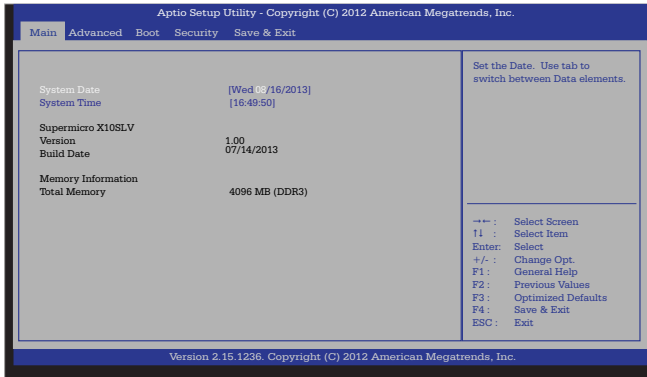 Aptio Setup Utility - Copyright (C) 2012 American Megatrends, Inc.
Main Advanced Boot Security Save & Exit
System Date [Wed 08/16/2013]
System Time [16:49:50]
Supermicro X10SLV
Version 1.00
Build Date 07/14/2013
Memory Information
Total Memory 4096 MB (DDR3)
Set the Date. Use tab to
switch between Data elements.
→← : Select Screen
↑↓ : Select Item
Enter: Select
+/- : Change Opt.
F1 : General Help
F2 : Previous Values
F3 : Optimized Defaults
F4 : Save & Exit
ESC : Exit
Version 2.15.1236. Copyright (C) 2012 American Megatrends, Inc.